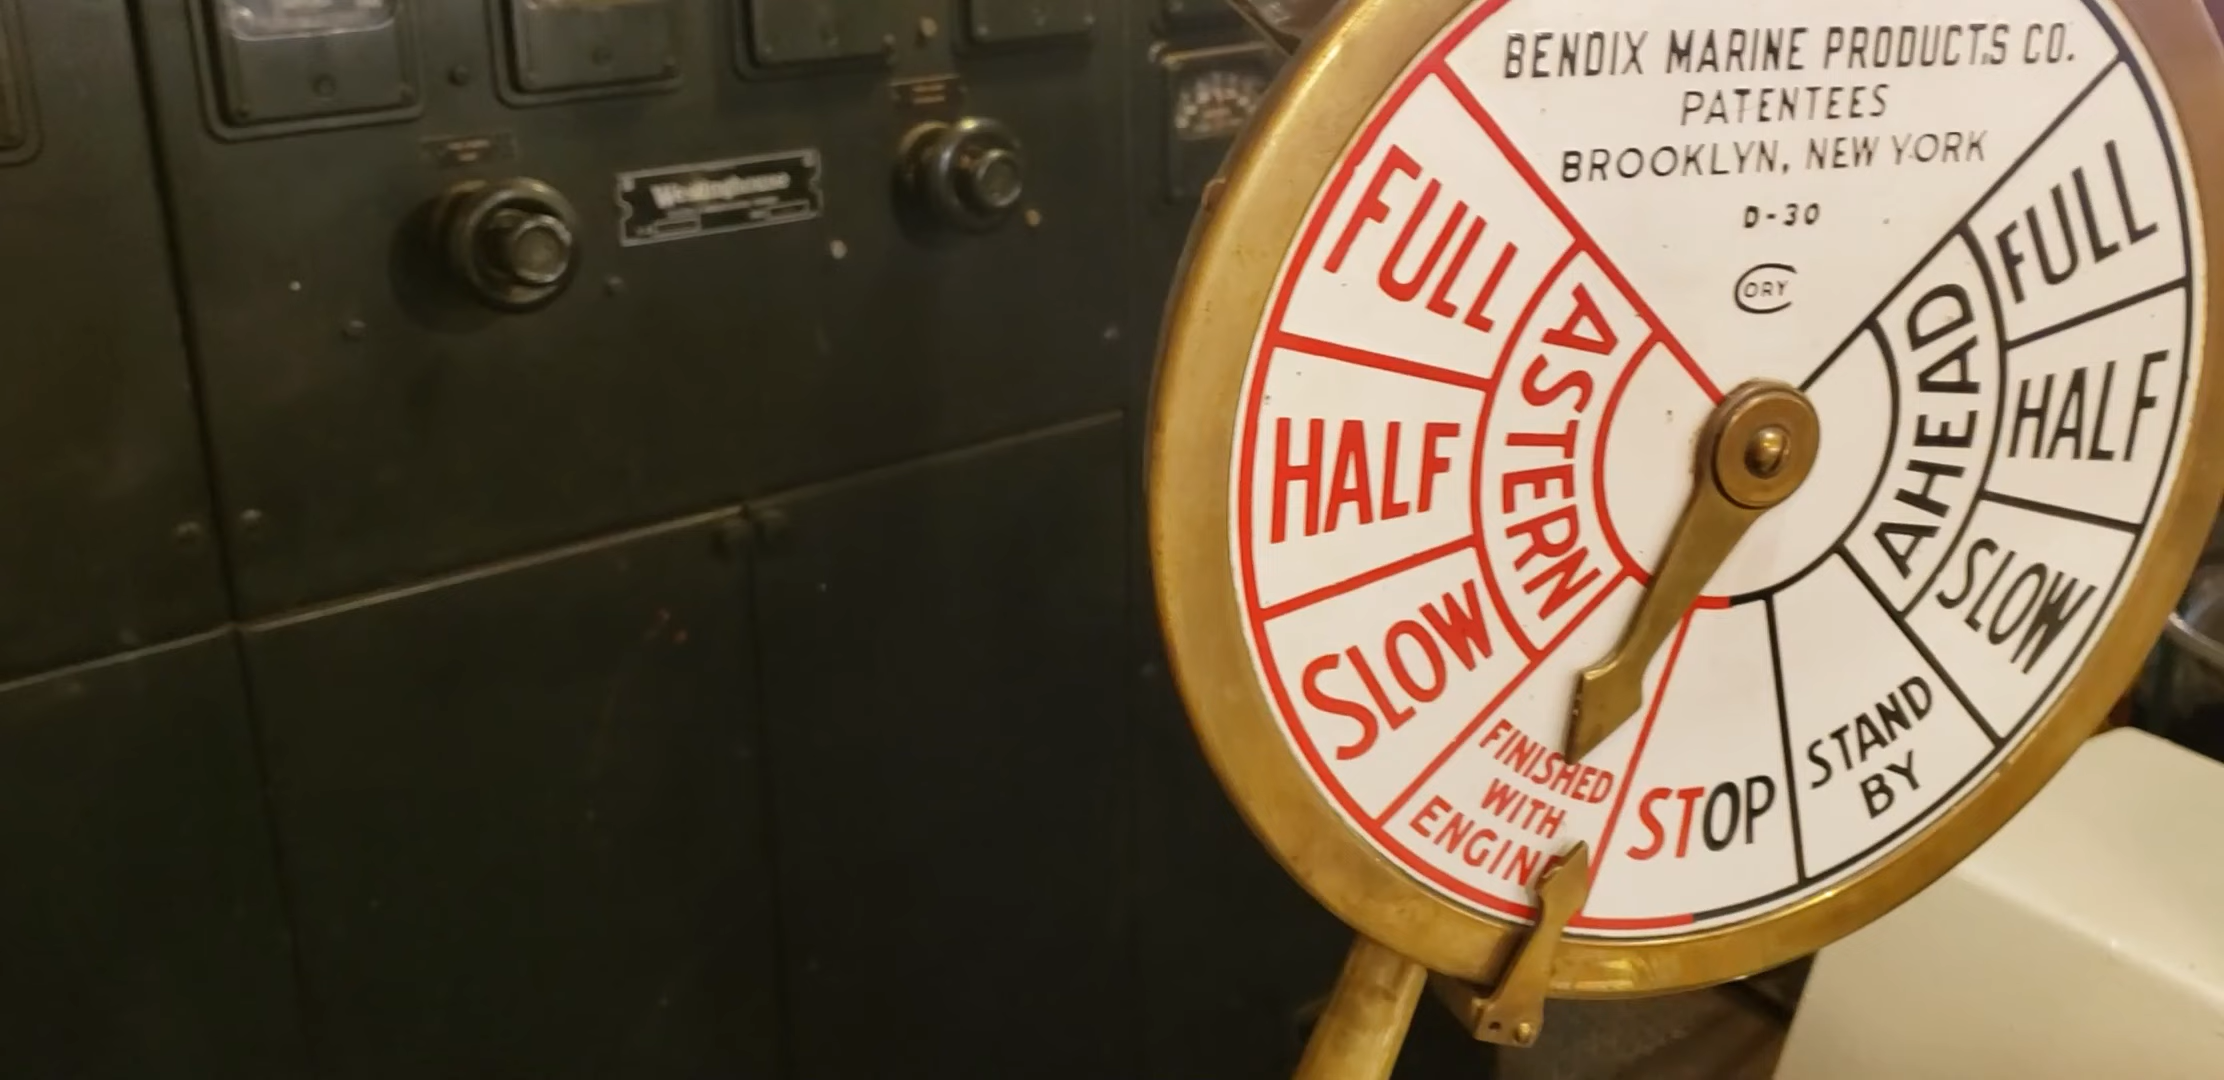 BENDIX MARINE PRODUCTS CO.
PATENTEES
BROOKLYN, NEW YORK
D-30
CORY
FULL
HALF
SLOW
ASTERN
FINISHED
WITH
ENGINE
STOP
STAND
BY
AHEAD
FULL
HALF
SLOW
Westinghouse